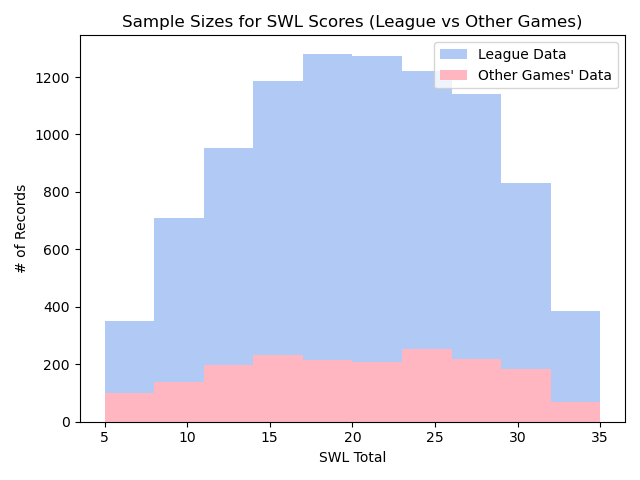 Sample Sizes for SWL Scores (League vs Other Games)
League Data
Other Games' Data
# of Records
1200
1000
800
600
400
200
0
5 10 15 20 25 30 35
SWL Total